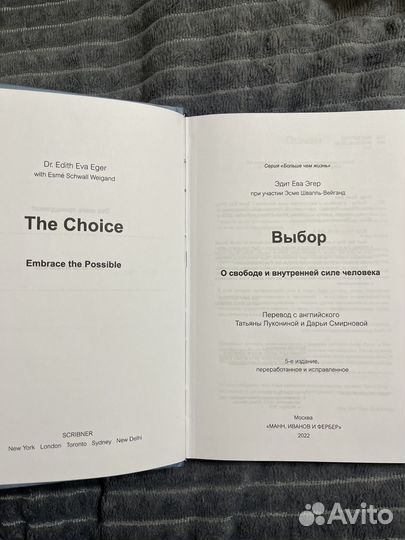 Dr. Edith Eva Eger
with Esmé Schwall Weigand
The Choice
Embrace the Possible
SCRIBNER
New York London Toronto Sydney New Delhi
Серия «Больше чем жизнь»
Эдит Ева Эгер
при участии Эсме Швалль-Вейганд
Выбор
О свободе и внутренней силе человека
Перевод с английского
Татьяны Лукониной и Дарьи Смирновой
5-е издание,
переработанное и исправленное
Москва
«МАНН, ИВАНОВ И ФЕРБЕР»
2022
Avito